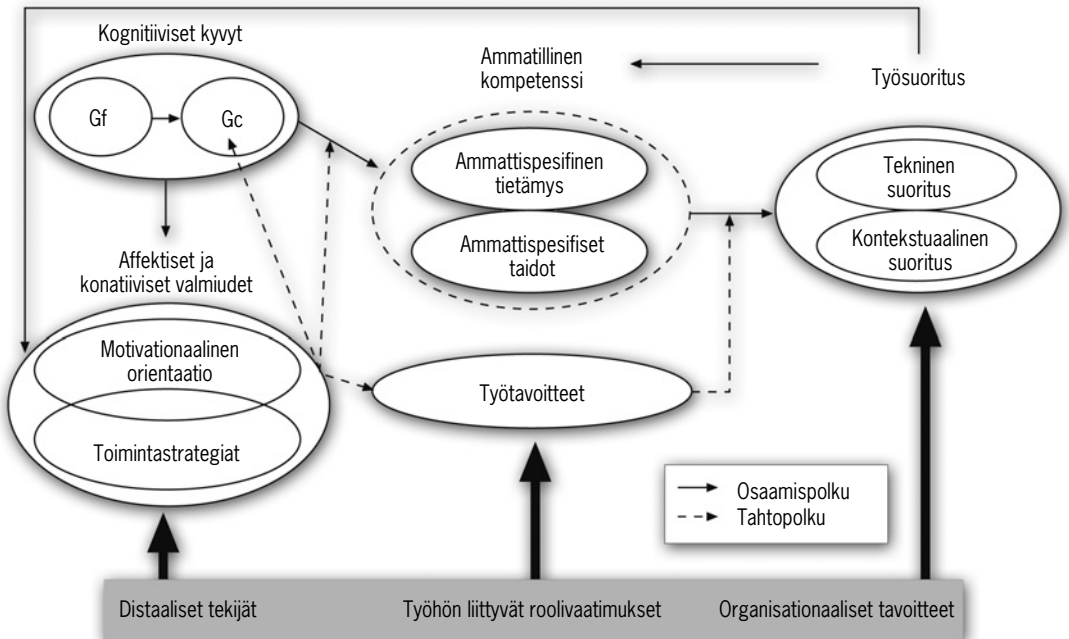 Kognitiiviset kyvyt
Gf
Gc
Ammatillinen
kompetenssi
Työsuoritus
Ammattispesifinen
tietämys
Ammattispesifiset
taidot
Tekninen
suoritus
Kontekstuaalinen
suoritus
Affektiset ja
konatiiviset valmiudet
Motivationaalinen
orientaatio
Toimintastrategiat
Työtavoitteet
Osaamispolku
Tahtopolku
Distaaliset tekijät
Työhön liittyvät roolivaatimukset
Organisationaaliset tavoitteet